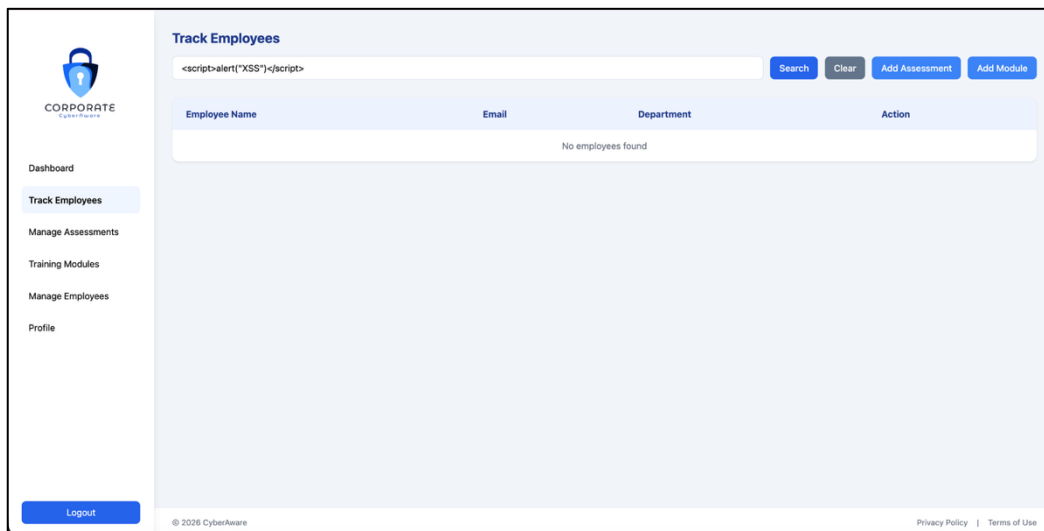 CORPORATE
CyberAware
Dashboard
Track Employees
Manage Assessments
Training Modules
Manage Employees
Profile
Logout
Track Employees
<script>alert("XSS")</script>
Search
Clear
Add Assessment
Add Module
Employee Name
Email
Department
Action
No employees found
© 2026 CyberAware
Privacy Policy | Terms of Use